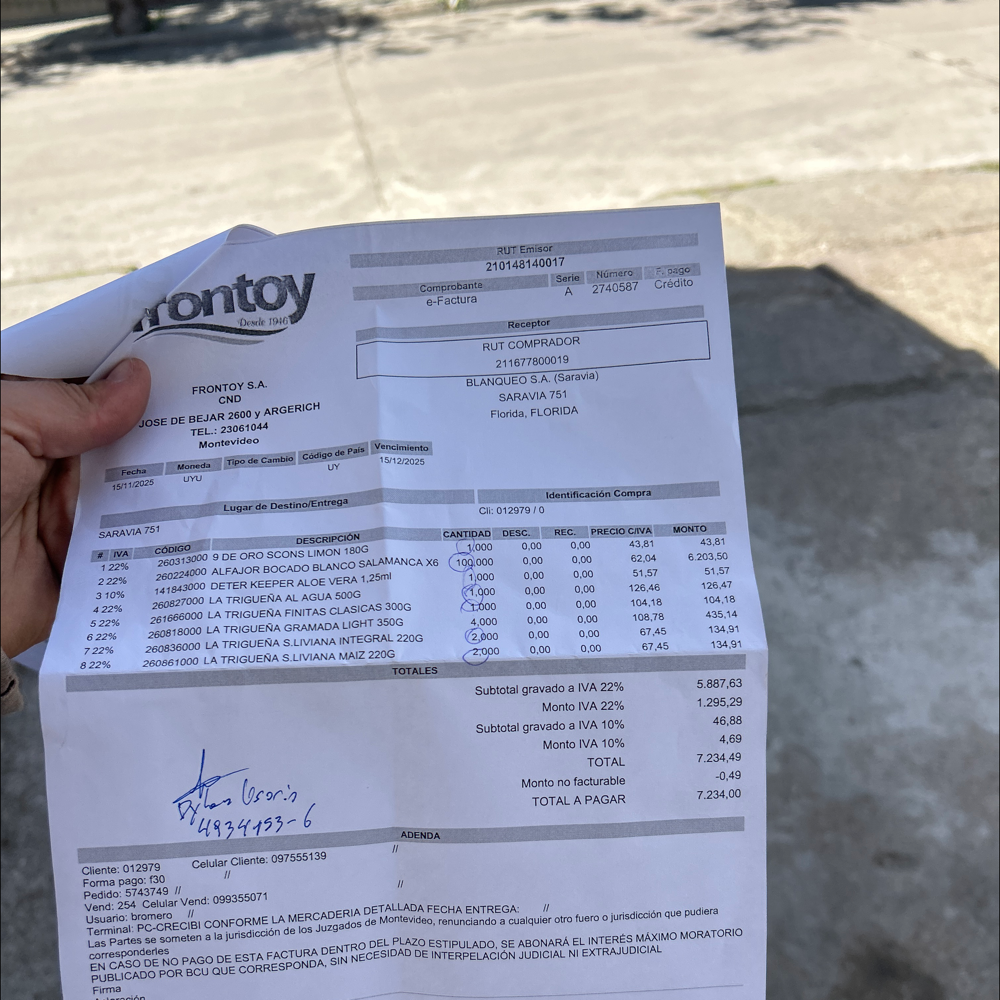 frontoy
Desde 1946
RUT Emisor
210148140017
Comprobante Serie Número F. pago
e-Factura A 2740587 Crédito
Receptor
RUT COMPRADOR
211677800019
BLANQUEO S.A. (Saravia)
SARAVIA 751
Florida, FLORIDA
FRONTOY S.A.
CND
JOSE DE BEJAR 2600 y ARGERICH
TEL.: 23061044
Montevideo
Fecha Moneda Tipo de Cambio Código de País Vencimiento
15/11/2025 UYU UY 15/12/2025
Lugar de Destino/Entrega Identificación Compra
SARAVIA 751 Cli: 012979 / 0
# IVA CÓDIGO DESCRIPCIÓN CANTIDAD DESC. REC. PRECIO C/IVA MONTO
1 22% 260313000 9 DE ORO SCONS LIMON 180G 1,000 0,00 0,00 43,81 43,81
2 22% 260224000 ALFAJOR BOCADO BLANCO SALAMANCA X6 100,000 0,00 0,00 62,04 6.203,50
3 10% 141843000 DETER KEEPER ALOE VERA 1,25ml 1,000 0,00 0,00 51,57 51,57
4 22% 260827000 LA TRIGUEÑA AL AGUA 500G 1,000 0,00 0,00 126,46 126,47
5 22% 261666000 LA TRIGUEÑA FINITAS CLASICAS 300G 1,000 0,00 0,00 104,18 104,18
6 22% 260818000 LA TRIGUEÑA GRAMADA LIGHT 350G 4,000 0,00 0,00 108,78 435,14
7 22% 260836000 LA TRIGUEÑA S.LIVIANA INTEGRAL 220G 2,000 0,00 0,00 67,45 134,91
8 22% 260861000 LA TRIGUEÑA S.LIVIANA MAIZ 220G 2,000 0,00 0,00 67,45 134,91
TOTALES
Subtotal gravado a IVA 22% 5.887,63
Monto IVA 22% 1.295,29
Subtotal gravado a IVA 10% 46,88
Monto IVA 10% 4,69
TOTAL 7.234,49
Monto no facturable -0,49
TOTAL A PAGAR 7.234,00
4934153-6
ADENDA
Cliente: 012979 Celular Cliente: 097555139 //
Forma pago: f30 //
Pedido: 5743749 //
Vend: 254 Celular Vend: 099355071 //
Usuario: bromero //
Terminal: PC-CRECIBI CONFORME LA MERCADERIA DETALLADA FECHA ENTREGA: //
Las Partes se someten a la jurisdicción de los Juzgados de Montevideo, renunciando a cualquier otro fuero o jurisdicción que pudiera
corresponderles
EN CASO DE NO PAGO DE ESTA FACTURA DENTRO DEL PLAZO ESTIPULADO, SE ABONARÁ EL INTERÉS MÁXIMO MORATORIO
PUBLICADO POR BCU QUE CORRESPONDA, SIN NECESIDAD DE INTERPELACIÓN JUDICIAL NI EXTRAJUDICIAL
Firma